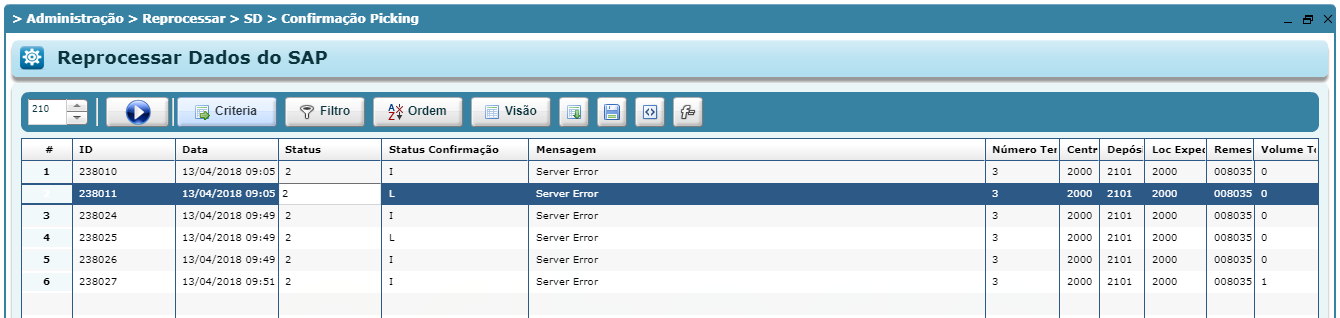 > Administração > Reprocessar > SD > Confirmação Picking
Reprocessar Dados do SAP
210 Criteria Filtro Ordem Visão
# ID Data Status Status Confirmação Mensagem Número Ter Centr Depós Loc Exped Remes Volume To
1 238010 13/04/2018 09:05 2 I Server Error 3 2000 2101 2000 008035 0
238011 13/04/2018 09:05 2 L Server Error 3 2000 2101 2000 008035 0
3 238024 13/04/2018 09:49 2 I Server Error 3 2000 2101 2000 008035 0
4 238025 13/04/2018 09:49 2 L Server Error 3 2000 2101 2000 008035 0
5 238026 13/04/2018 09:49 2 I Server Error 3 2000 2101 2000 008035 0
6 238027 13/04/2018 09:51 2 I Server Error 3 2000 2101 2000 008035 1